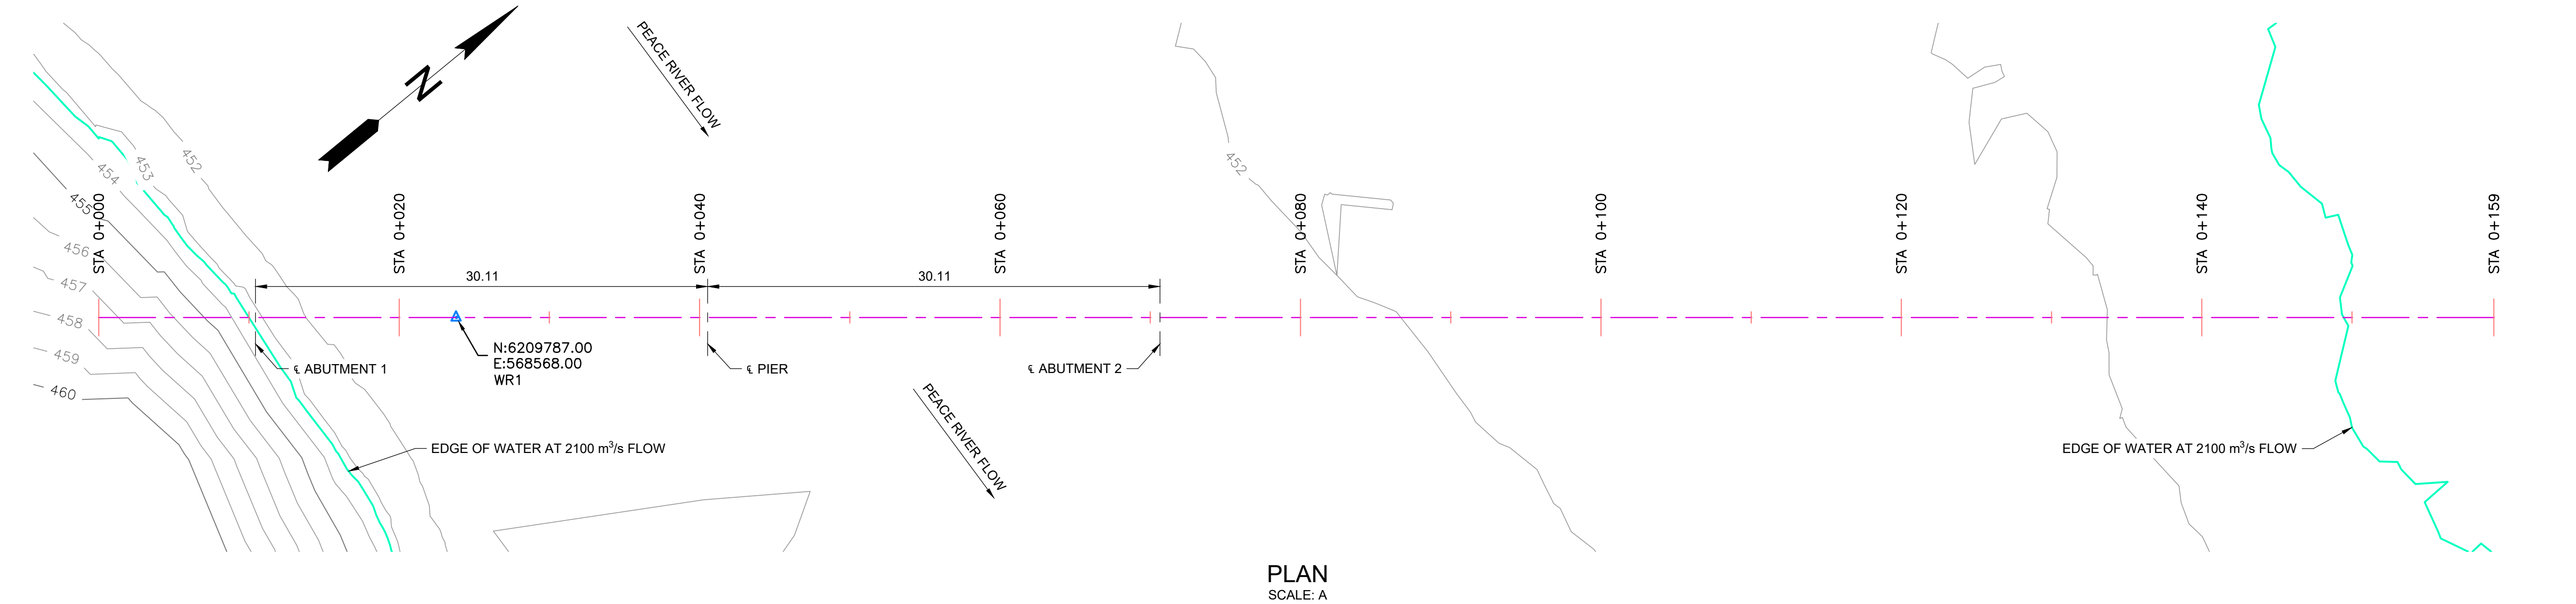 N
PEACE RIVER FLOW
452
453
454
455
456
457
458
459
460
452
STA 0+000
STA 0+020
STA 0+040
STA 0+060
STA 0+080
STA 0+100
STA 0+120
STA 0+140
STA 0+159
30.11
30.11
N:6209787.00
E:568568.00
WR1
℄ ABUTMENT 1
℄ PIER
℄ ABUTMENT 2
PEACE RIVER FLOW
EDGE OF WATER AT 2100 m³/s FLOW
EDGE OF WATER AT 2100 m³/s FLOW
PLAN
SCALE: A